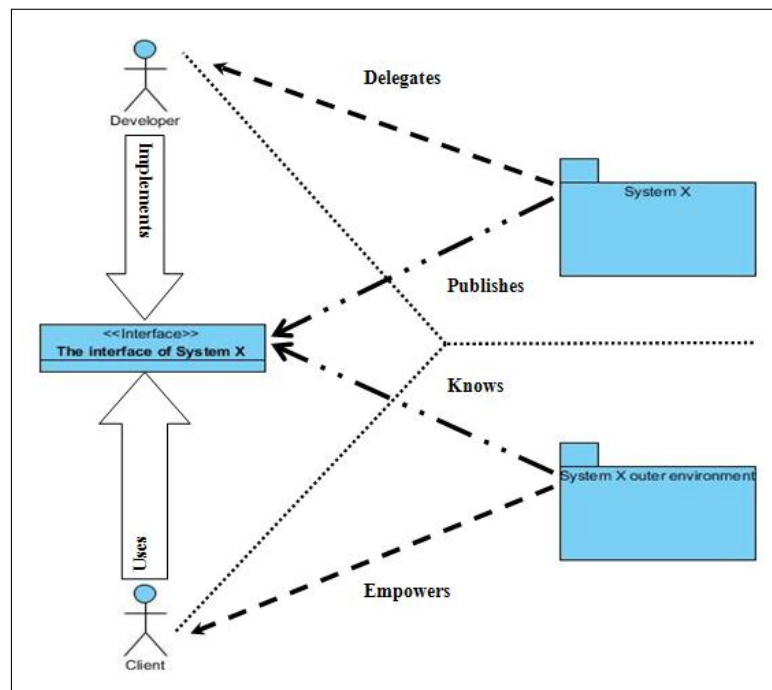 Delegates
Developer
Implements
System X
Publishes
<<Interface>>
The interface of System X
Knows
System X outer environment
Uses
Empowers
Client